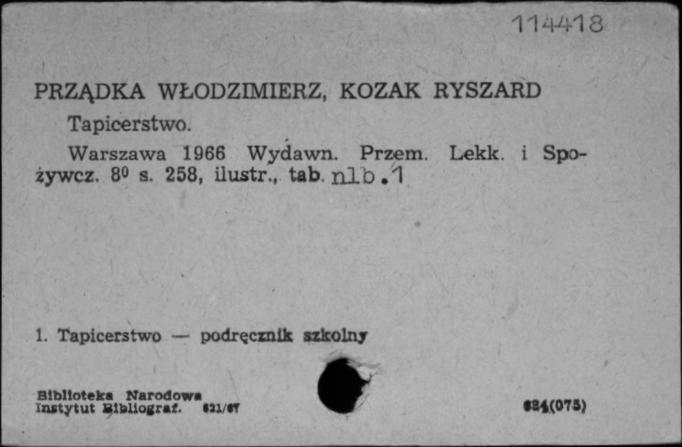 114418
PRZĄDKA WŁODZIMIERZ, KOZAK RYSZARD
Tapicerstwo.
Warszawa 1966 Wydawn. Przem. Lekk. i Spo-
żywcz. 8⁰ s. 258, ilustr., tab. nlb.1
1. Tapicerstwo — podręcznik szkolny
Biblioteka Narodowa
Instytut Bibliograf. 621/67
684(075)